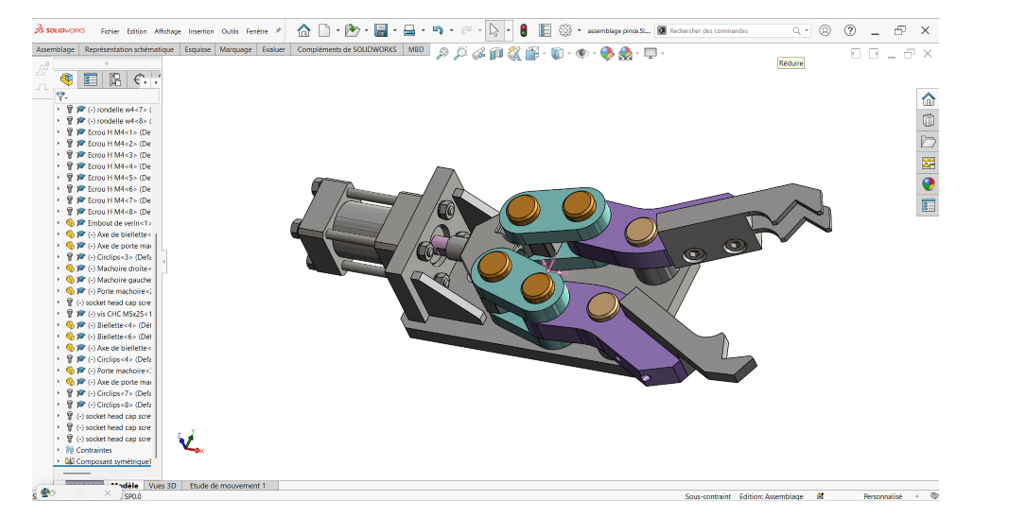 SOLIDWORKS Fichier Edition Affichage Insertion Outils Fenêtre assemblage pince.SL... Rechercher des commandes
Assemblage Représentation schématique Esquisse Marquage Evaluer Compléments de SOLIDWORKS MBD
Réduire
(-) rondelle w4<7> (
(-) rondelle w4<8> (
Ecrou H M4<1> (De
Ecrou H M4<2> (De
Ecrou H M4<3> (De
Ecrou H M4<4> (De
Ecrou H M4<5> (De
Ecrou H M4<6> (De
Ecrou H M4<7> (De
Ecrou H M4<8> (De
Embout de verin<1>
(-) Axe de biellette<
(-) Axe de porte ma
(-) Circlips<3> (Defa
(-) Machoire droite<
(-) Machoire gauche
(-) Porte machoire<
(-) socket head cap scre
(-) vis CHC M5x25<1
(-) Biellette<4> (Déf
(-) Biellette<6> (Déf
(-) Axe de biellette<
(-) Circlips<4> (Defa
(-) Porte machoire<
(-) Axe de porte ma
(-) Circlips<7> (Defa
(-) Circlips<8> (Defa
(-) socket head cap scre
(-) socket head cap scre
(-) socket head cap scre
Contraintes
Composant symétrique1
Z Y X
Modèle Vues 3D Etude de mouvement 1
SP0.0 Sous-contraint Edition: Assemblage Personnalisé